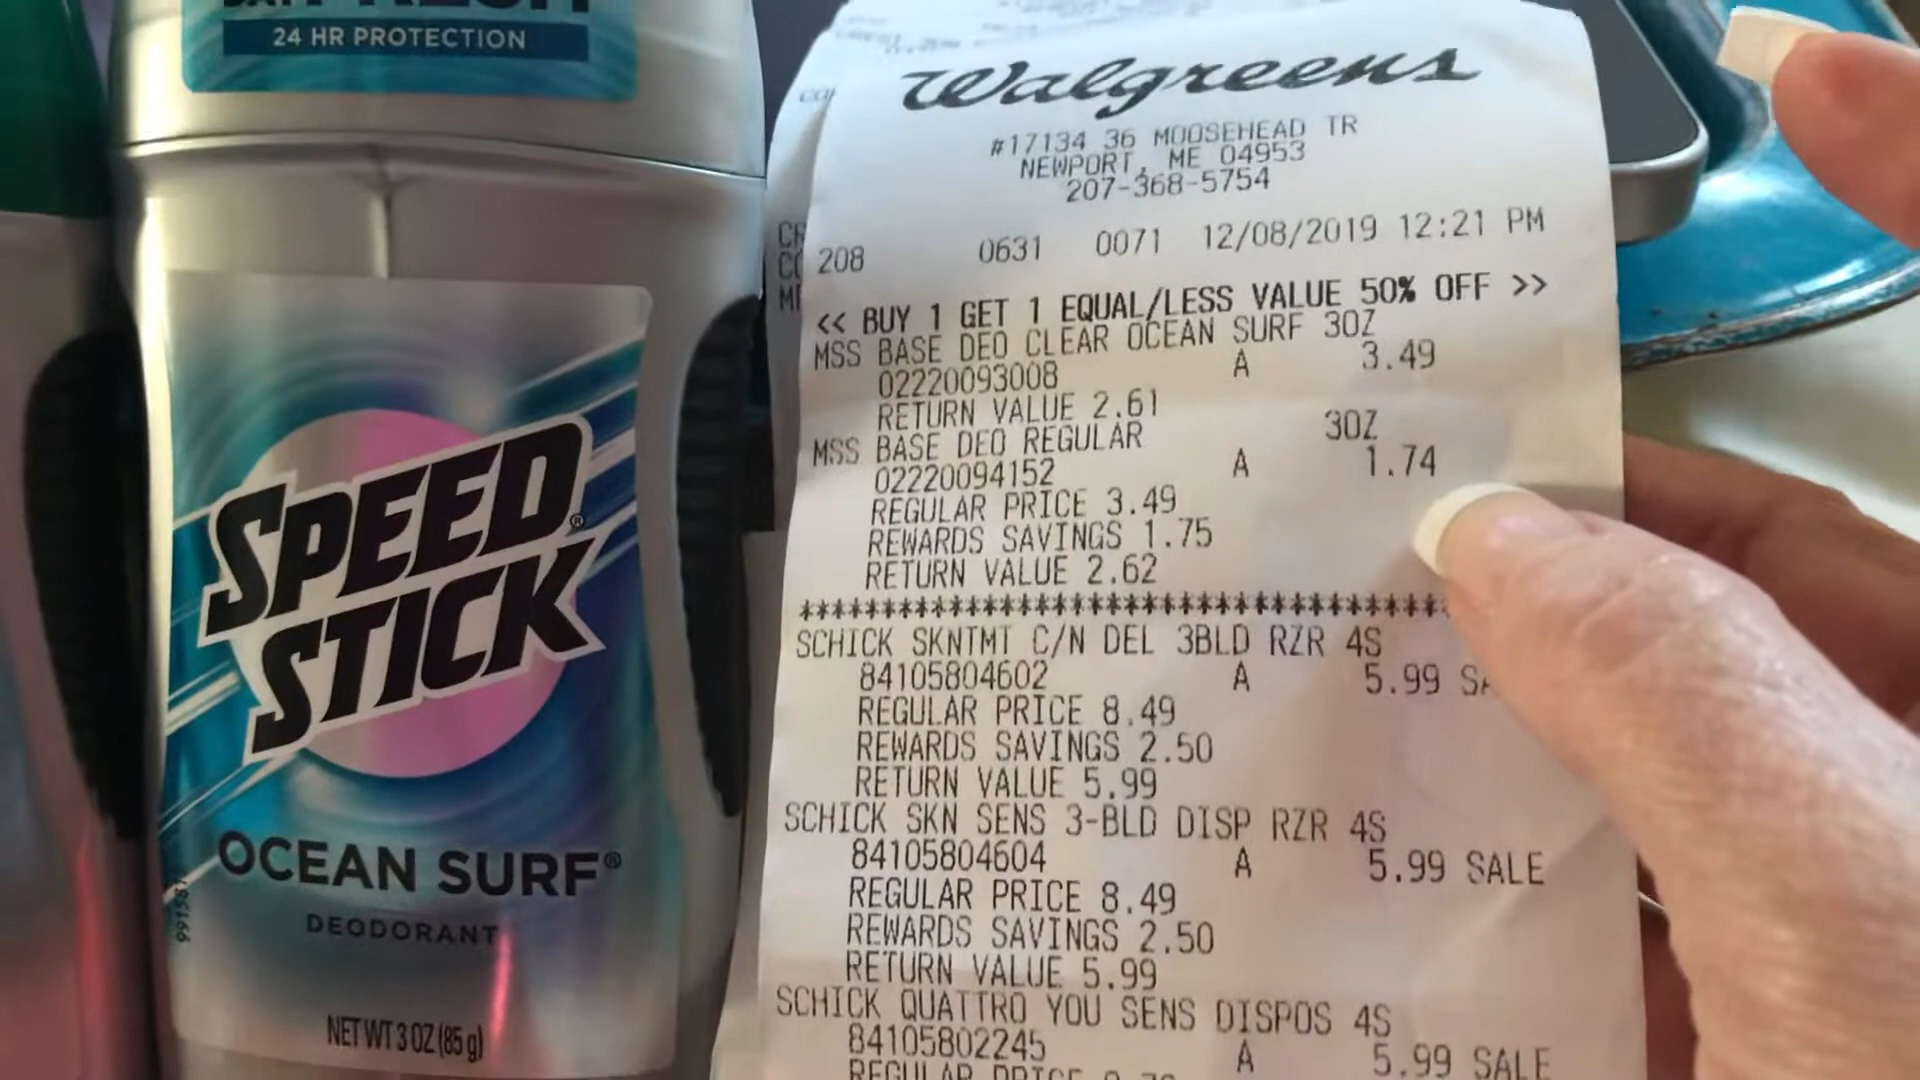 24 HR PROTECTION
SPEED
STICK®
OCEAN SURF®
DEODORANT
NET WT 3 OZ (85 g)
Walgreens
#17134 36 MOOSEHEAD TR
NEWPORT, ME 04953
207-368-5754
208 0631 0071 12/08/2019 12:21 PM
<< BUY 1 GET 1 EQUAL/LESS VALUE 50% OFF >>
MSS BASE DEO CLEAR OCEAN SURF 3OZ
02220093008 A 3.49
RETURN VALUE 2.61
MSS BASE DEO REGULAR 3OZ
02220094152 A 1.74
REGULAR PRICE 3.49
REWARDS SAVINGS 1.75
RETURN VALUE 2.62
SCHICK SKNTMT C/N DEL 3BLD RZR 4S
84105804602 A 5.99
REGULAR PRICE 8.49
REWARDS SAVINGS 2.50
RETURN VALUE 5.99
SCHICK SKN SENS 3-BLD DISP RZR 4S
84105804604 A 5.99 SALE
REGULAR PRICE 8.49
REWARDS SAVINGS 2.50
RETURN VALUE 5.99
SCHICK QUATTRO YOU SENS DISPOS 4S
84105802245 A 5.99 SALE
REGULAR PRICE